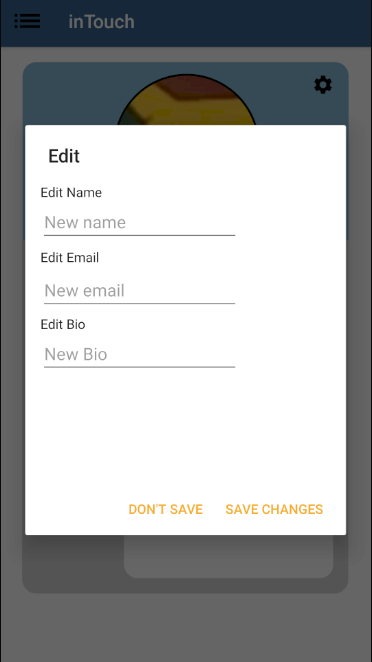 inTouch
Edit
Edit Name
New name
Edit Email
New email
Edit Bio
New Bio
DON'T SAVE SAVE CHANGES